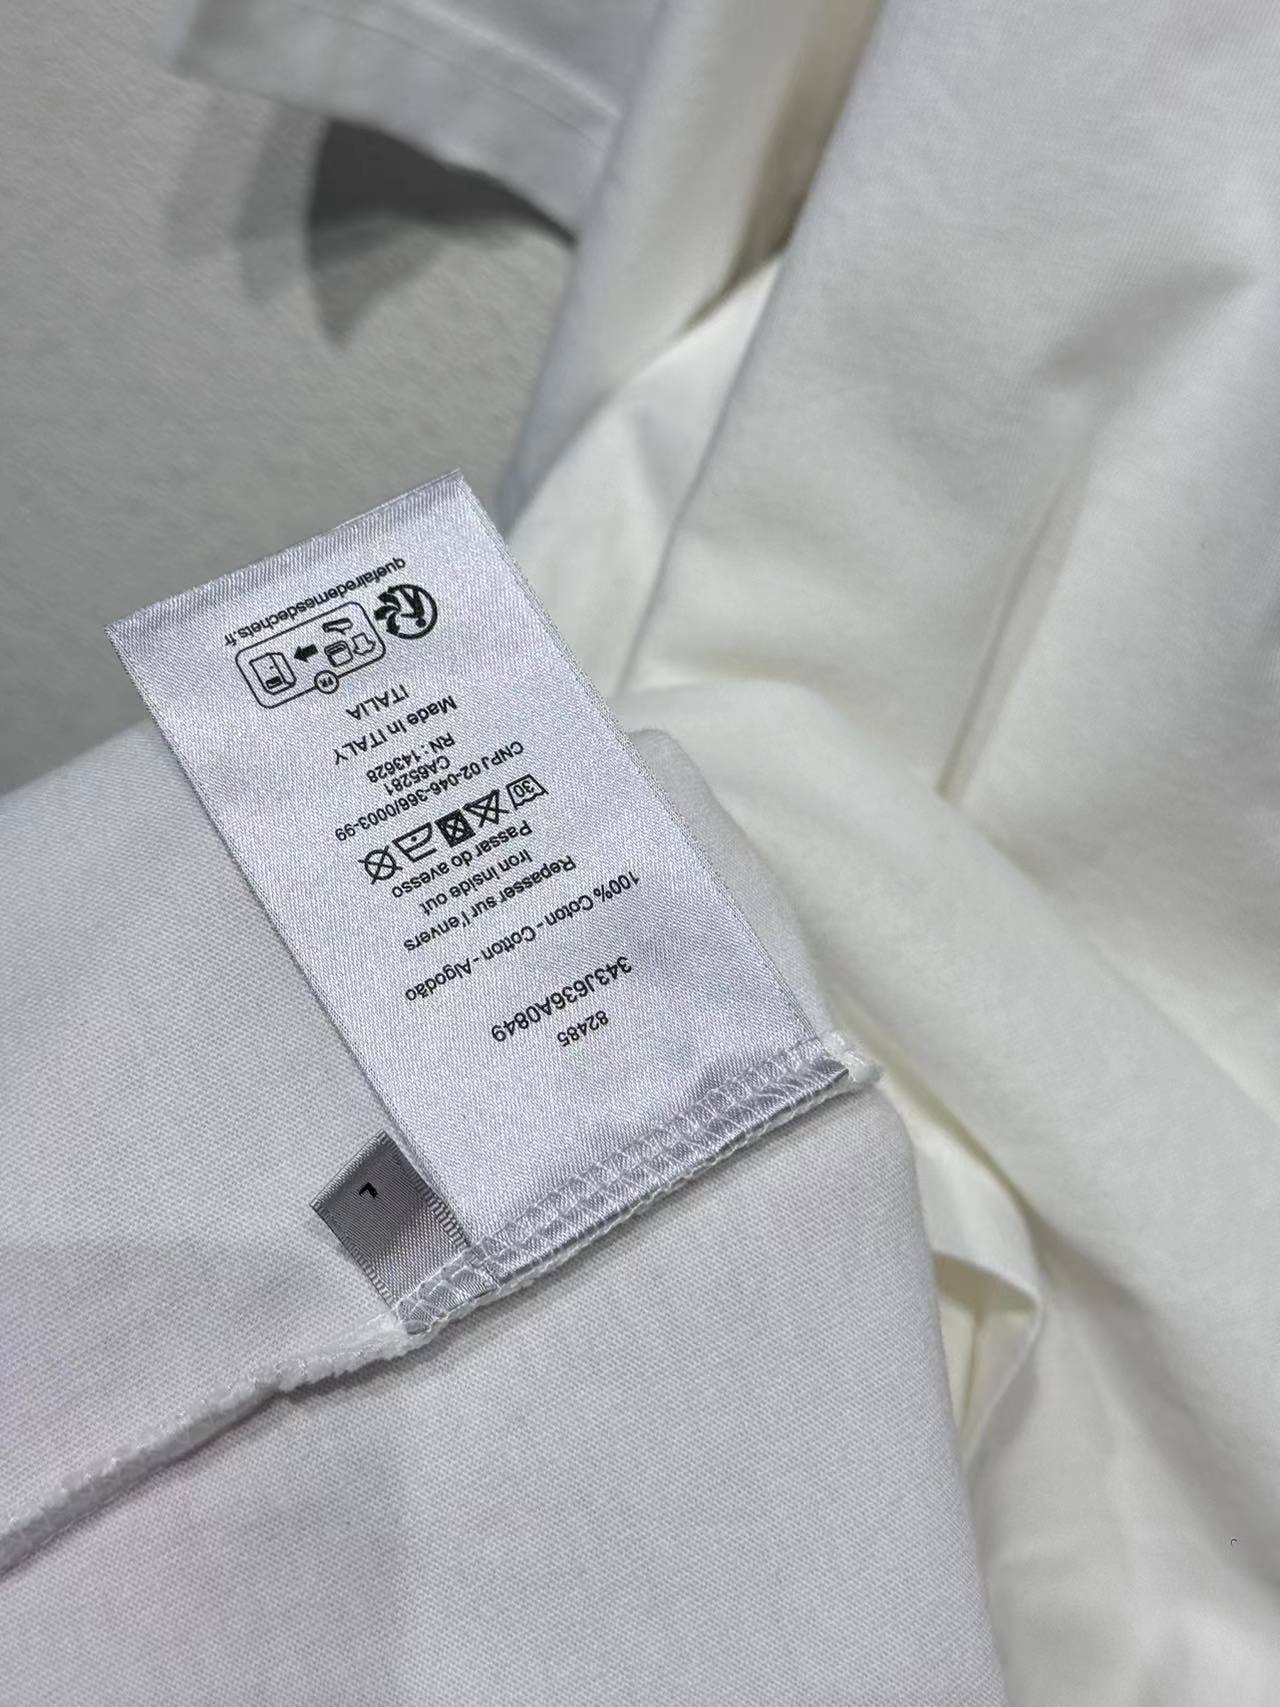 82485
343J636A0849
100% Coton - Cotton - Algodão
Repasser sur l'envers
Iron inside out
Passar do avesso
30
CNPJ 02-046-366/0003-99
CA65281
RN : 143628
Made In ITALY
ITALIA
FR
quefairedemesdechets.fr
L